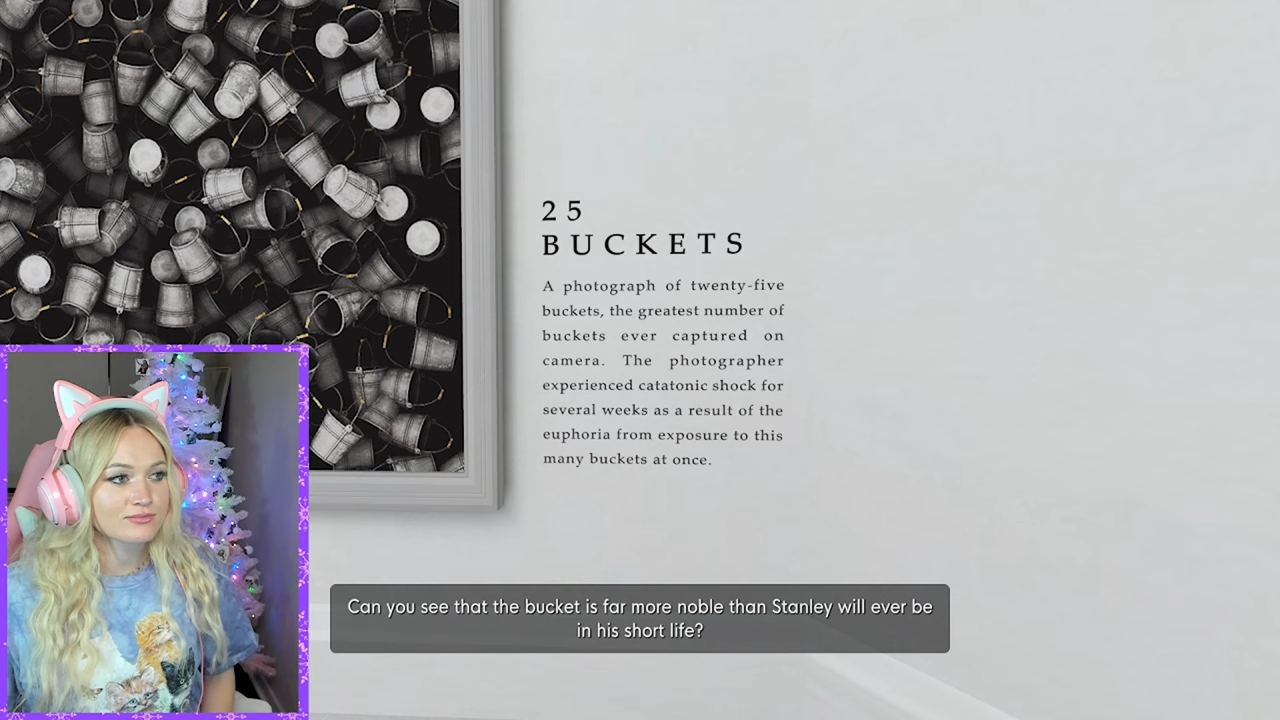 25
BUCKETS
A photograph of twenty-five
buckets, the greatest number of
buckets ever captured on
camera. The photographer
experienced catatonic shock for
several weeks as a result of the
euphoria from exposure to this
many buckets at once.
Can you see that the bucket is far more noble than Stanley will ever be
in his short life?